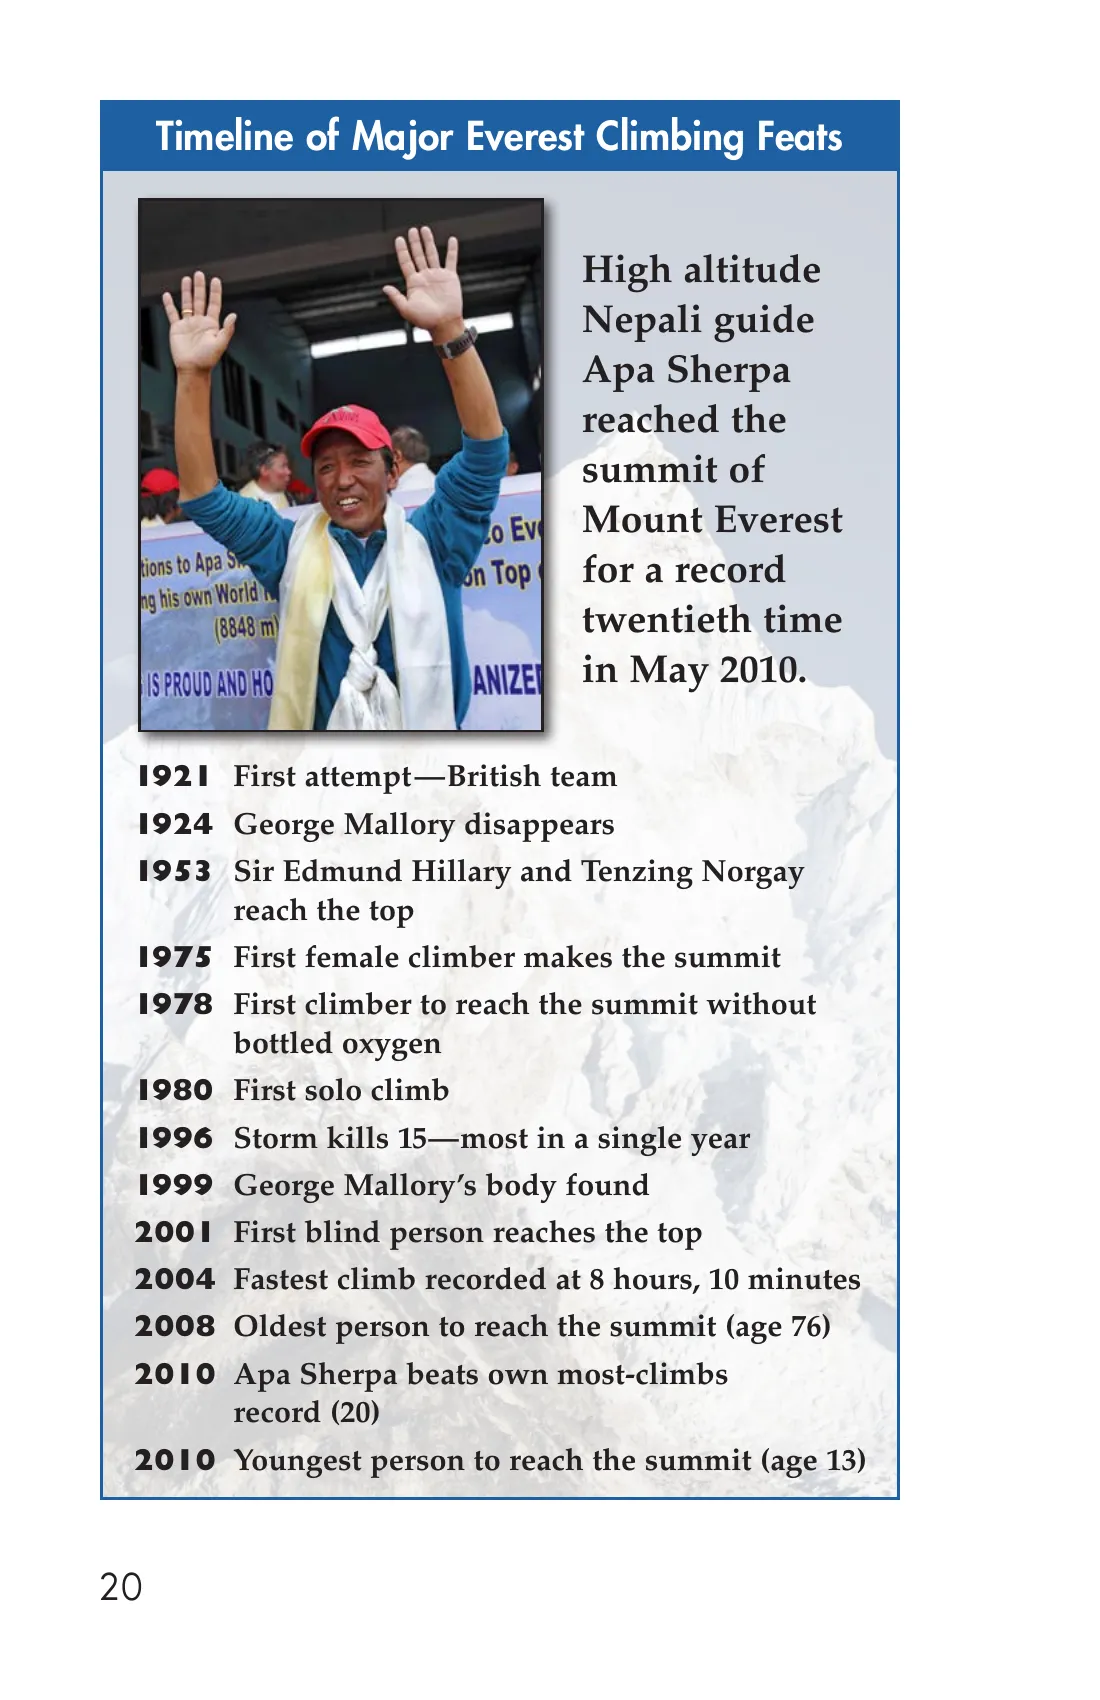 Timeline of Major Everest Climbing Feats
tions to Apa
ng his own World
(8848 m)
IS PROUD AND HO
on Top
ANIZE
High altitude
Nepali guide
Apa Sherpa
reached the
summit of
Mount Everest
for a record
twentieth time
in May 2010.
1921 First attempt—British team
1924 George Mallory disappears
1953 Sir Edmund Hillary and Tenzing Norgay
reach the top
1975 First female climber makes the summit
1978 First climber to reach the summit without
bottled oxygen
1980 First solo climb
1996 Storm kills 15—most in a single year
1999 George Mallory’s body found
2001 First blind person reaches the top
2004 Fastest climb recorded at 8 hours, 10 minutes
2008 Oldest person to reach the summit (age 76)
2010 Apa Sherpa beats own most-climbs
record (20)
2010 Youngest person to reach the summit (age 13)
20